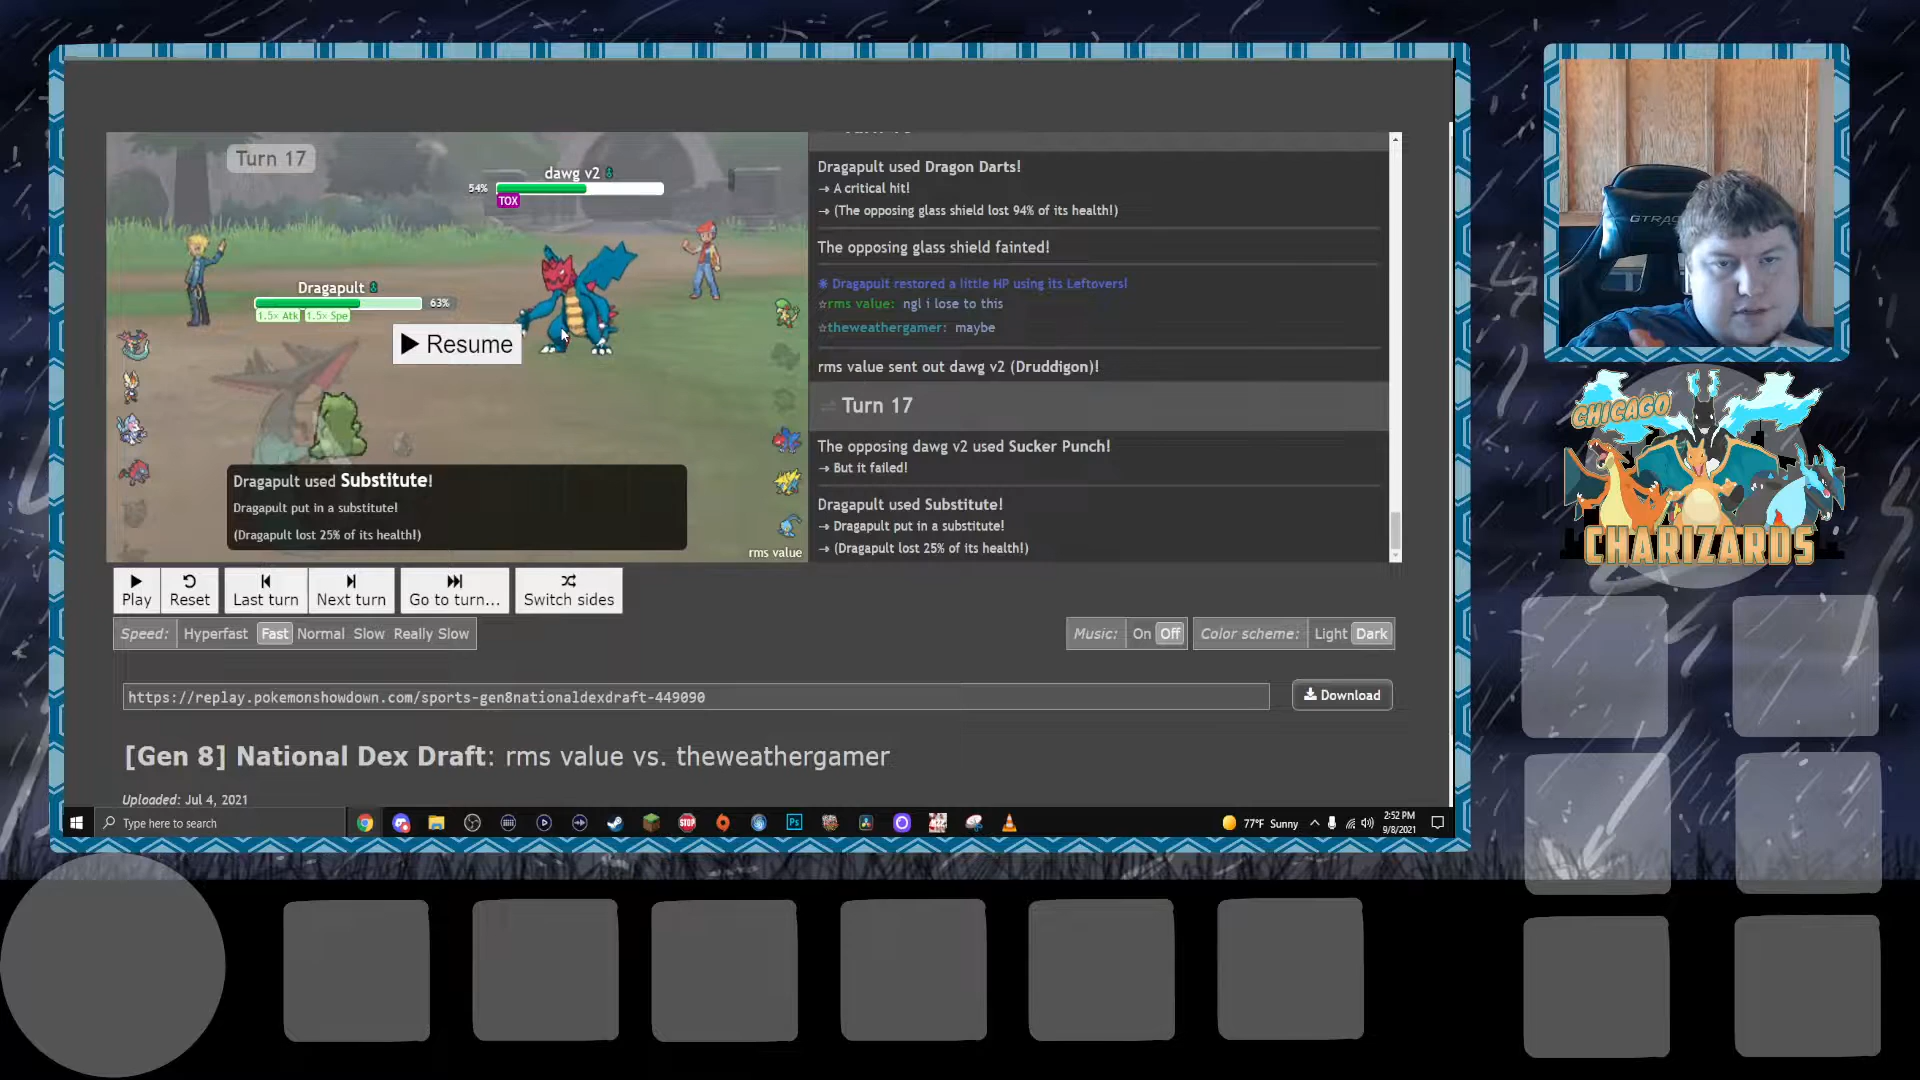 Turn 17
dawg v2
54%
TOX
Dragapult
63%
1.5× Atk 1.5× Spe
Resume
Dragapult used Substitute!
Dragapult put in a substitute!
(Dragapult lost 25% of its health!)
rms value
Dragapult used Dragon Darts!
→ A critical hit!
→ (The opposing glass shield lost 94% of its health!)
The opposing glass shield fainted!
Dragapult restored a little HP using its Leftovers!
☆rms value: ngl i lose to this
☆theweathergamer: maybe
rms value sent out dawg v2 (Druddigon)!
Turn 17
The opposing dawg v2 used Sucker Punch!
→ But it failed!
Dragapult used Substitute!
→ Dragapult put in a substitute!
→ (Dragapult lost 25% of its health!)
Play Reset Last turn Next turn Go to turn... Switch sides
Speed: Hyperfast Fast Normal Slow Really Slow
Music: On Off Color scheme: Light Dark
https://replay.pokemonshowdown.com/sports-gen8nationaldexdraft-449090
Download
[Gen 8] National Dex Draft: rms value vs. theweathergamer
Uploaded: Jul 4, 2021
Type here to search
STOP
Ps
77°F Sunny
2:52 PM
9/8/2021
GTRAC
CHICAGO
CHARIZARDS